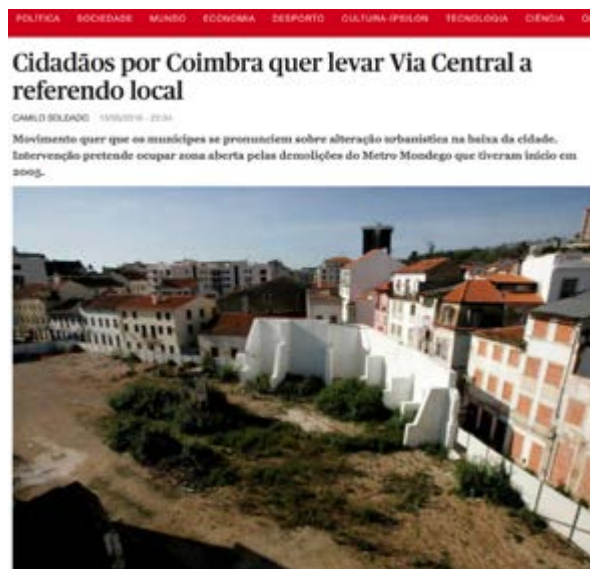 POLÍTICA SOCIEDADE MUNDO ECONOMIA DESPORTO CULTURA-ÍPSILON TECNOLOGIA CIÊNCIA
Cidadãos por Coimbra quer levar Via Central a
referendo local
CAMILO SOLDADO
Movimento quer que os munícipes se pronunciem sobre alteração urbanística na baixa da cidade.
Intervenção pretende ocupar zona aberta pelas demolições do Metro Mondego que tiveram início em
2005.